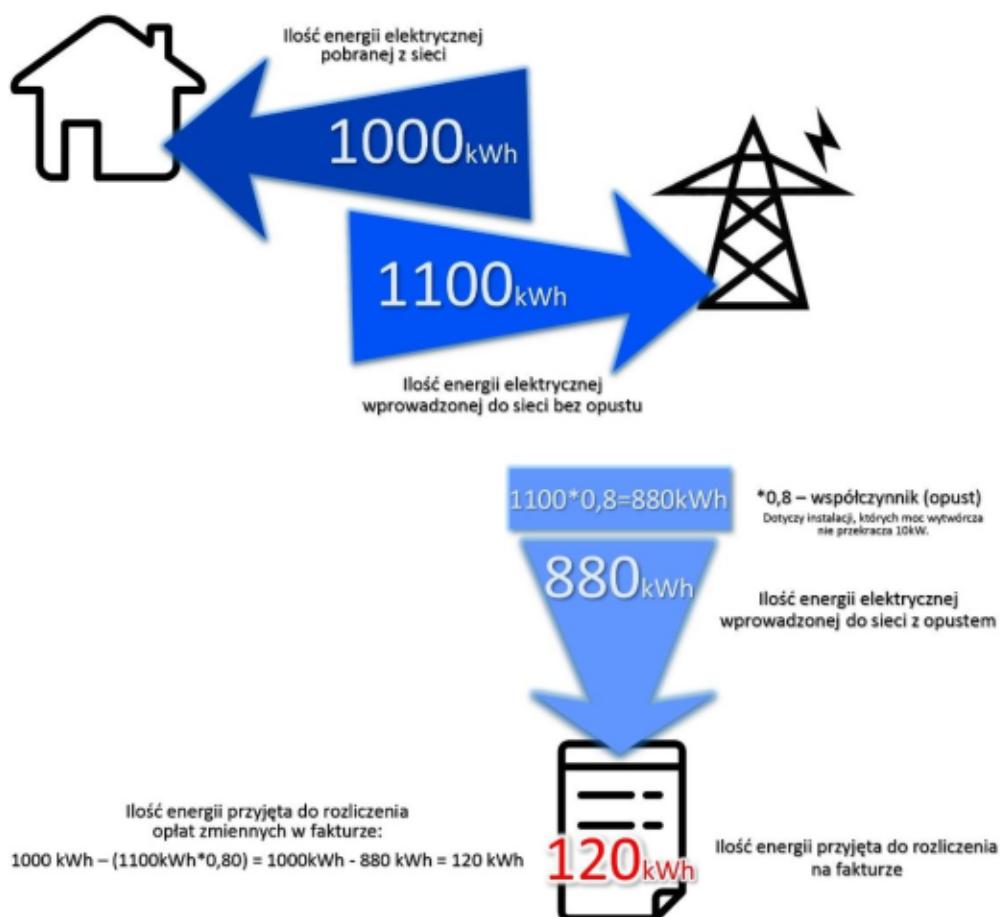 Ilość energii elektrycznej
pobranej z sieci
1000kWh
1100kWh
Ilość energii elektrycznej
wprowadzonej do sieci bez opustu
1100*0,8=880kWh
*0,8 – współczynnik (opust)
Dotyczy instalacji, których moc wytwórcza
nie przekracza 10kW.
880kWh
Ilość energii elektrycznej
wprowadzonej do sieci z opustem
Ilość energii przyjęta do rozliczenia
opłat zmiennych w fakturze:
1000 kWh – (1100kWh*0,80) = 1000kWh - 880 kWh = 120 kWh
120kWh
Ilość energii przyjęta do rozliczenia
na fakturze